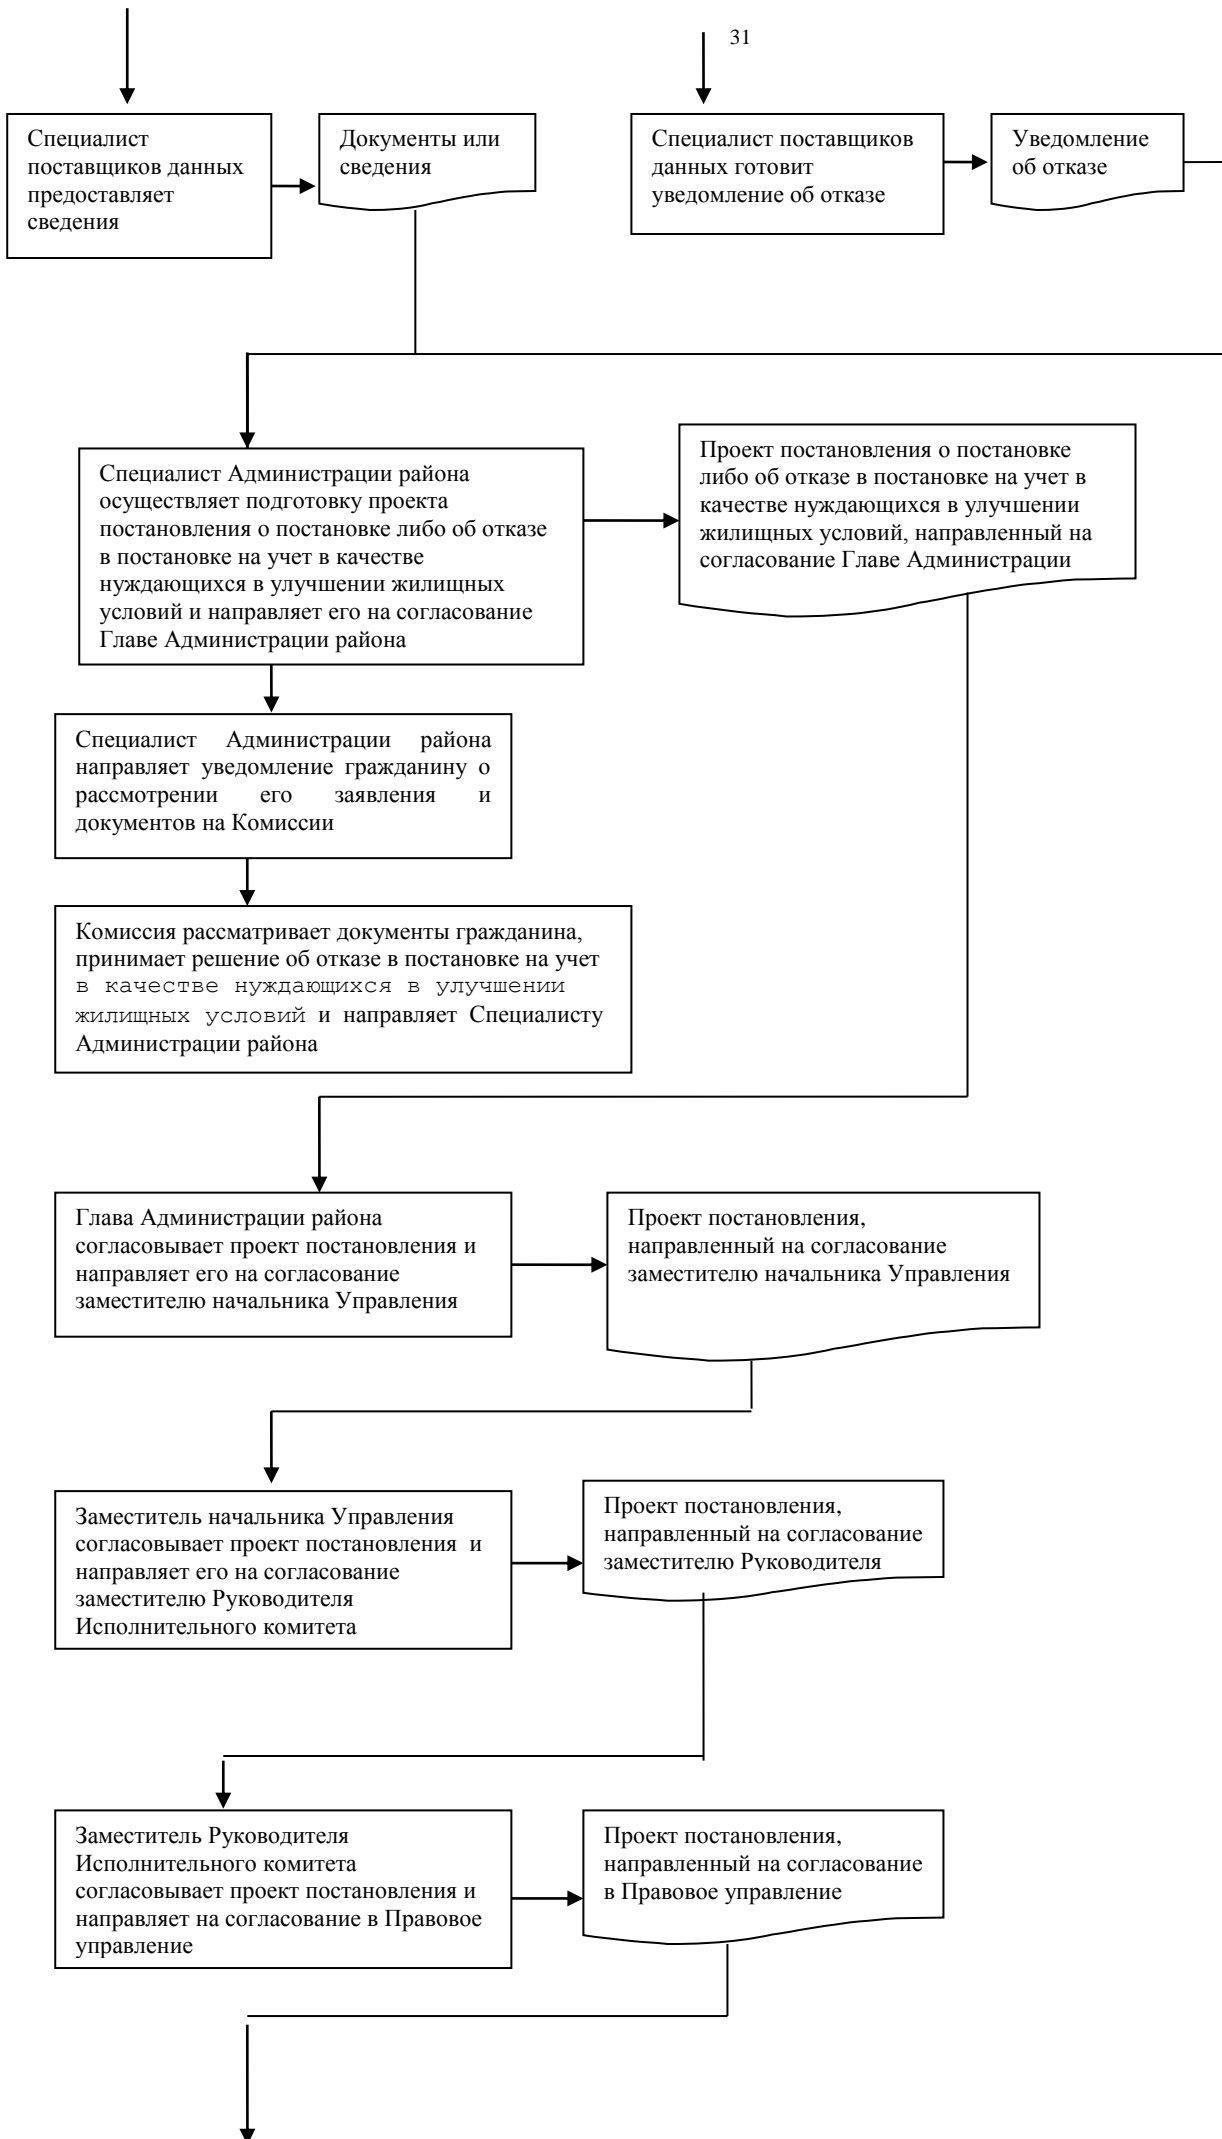 31
Специалист
поставщиков данных
предоставляет
сведения
Документы или
сведения
Специалист поставщиков
данных готовит
уведомление об отказе
Уведомление
об отказе
Специалист Администрации района
осуществляет подготовку проекта
постановления о постановке либо об отказе
в постановке на учет в качестве
нуждающихся в улучшении жилищных
условий и направляет его на согласование
Главе Администрации района
Проект постановления о постановке
либо об отказе в постановке на учет в
качестве нуждающихся в улучшении
жилищных условий, направленный на
согласование Главе Администрации
Специалист Администрации района
направляет уведомление гражданину о
рассмотрении его заявления и
документов на Комиссии
Комиссия рассматривает документы гражданина,
принимает решение об отказе в постановке на учет
в качестве нуждающихся в улучшении
жилищных условий и направляет Специалисту
Администрации района
Глава Администрации района
согласовывает проект постановления и
направляет его на согласование
заместителю начальника Управления
Проект постановления,
направленный на согласование
заместителю начальника Управления
Заместитель начальника Управления
согласовывает проект постановления и
направляет его на согласование
заместителю Руководителя
Исполнительного комитета
Проект постановления,
направленный на согласование
заместителю Руководителя
Заместитель Руководителя
Исполнительного комитета
согласовывает проект постановления и
направляет на согласование в Правовое
управление
Проект постановления,
направленный на согласование
в Правовое управление